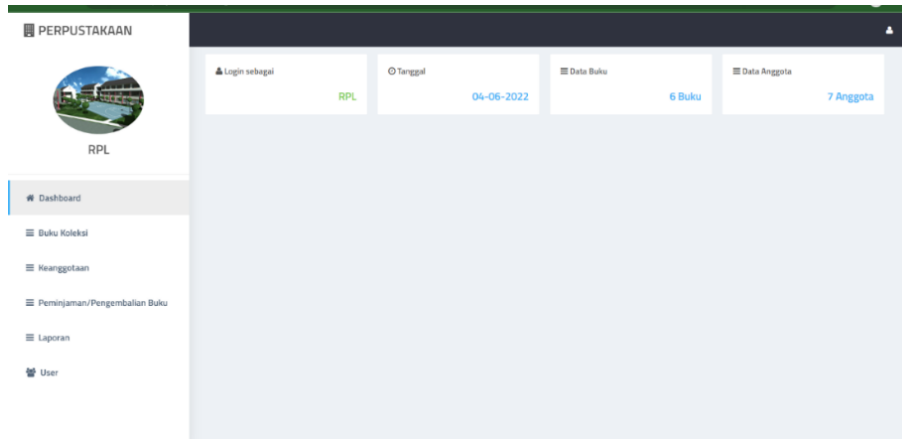 PERPUSTAKAAN
RPL
Dashboard
Buku Koleksi
Keanggotaan
Peminjaman/Pengembalian Buku
Laporan
User
Login sebagai
RPL
Tanggal
04-06-2022
Data Buku
6 Buku
Data Anggota
7 Anggota